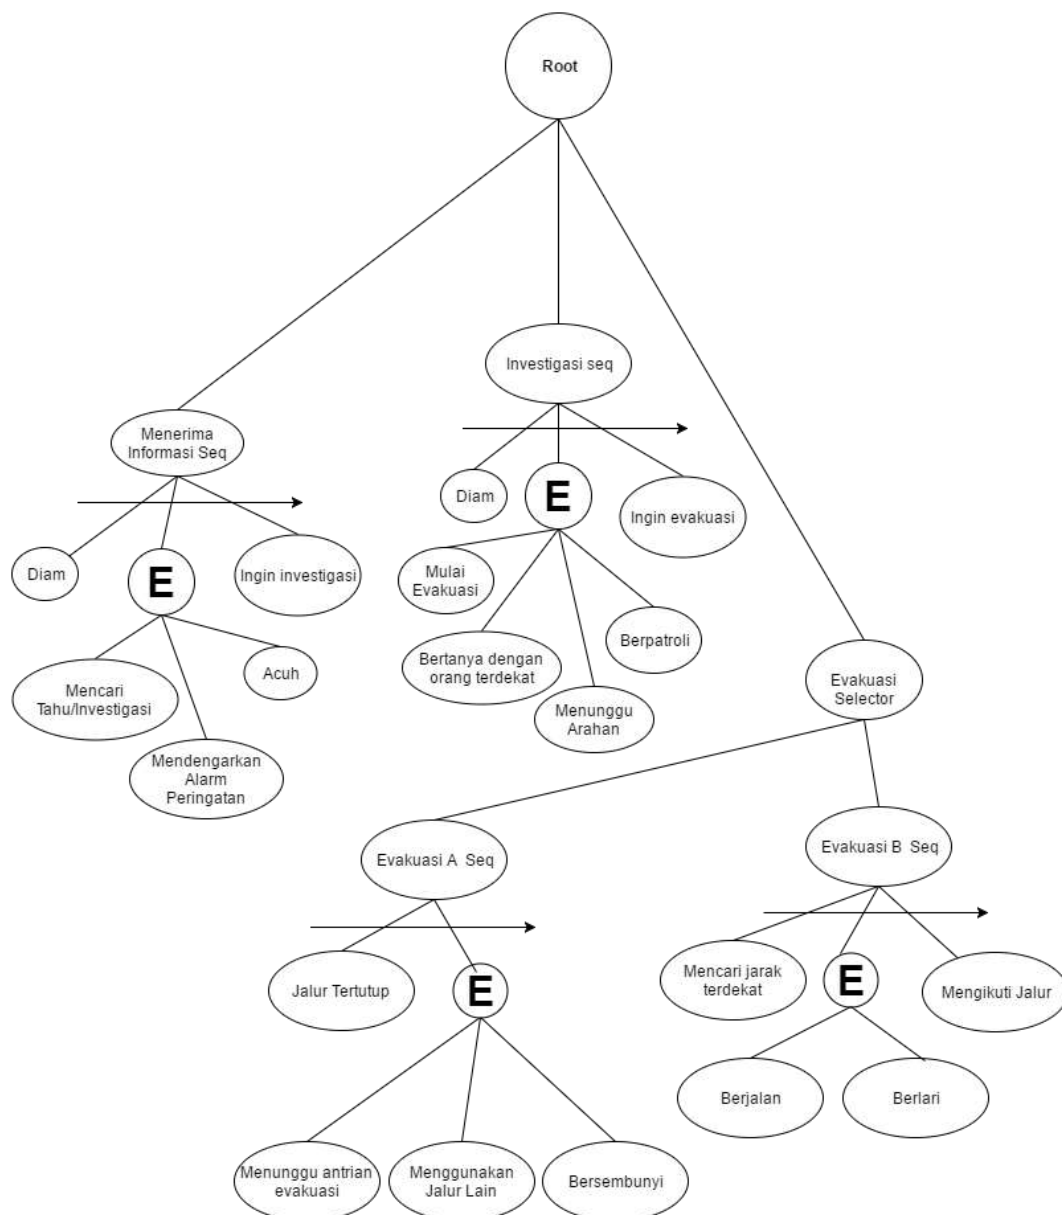 Root
Investigasi seq
Menerima
Informasi Seq
Diam
E
Ingin evakuasi
Diam
E
Ingin investigasi
Mulai
Evakuasi
Berpatroli
Bertanya dengan
orang terdekat
Menunggu
Arahan
Mencari
Tahu/Investigasi
Acuh
Mendengarkan
Alarm
Peringatan
Evakuasi
Selector
Evakuasi A  Seq
Evakuasi B  Seq
Jalur Tertutup
E
Mencari jarak
terdekat
E
Mengikuti Jalur
Berjalan
Berlari
Menunggu antrian
evakuasi
Menggunakan
Jalur Lain
Bersembunyi